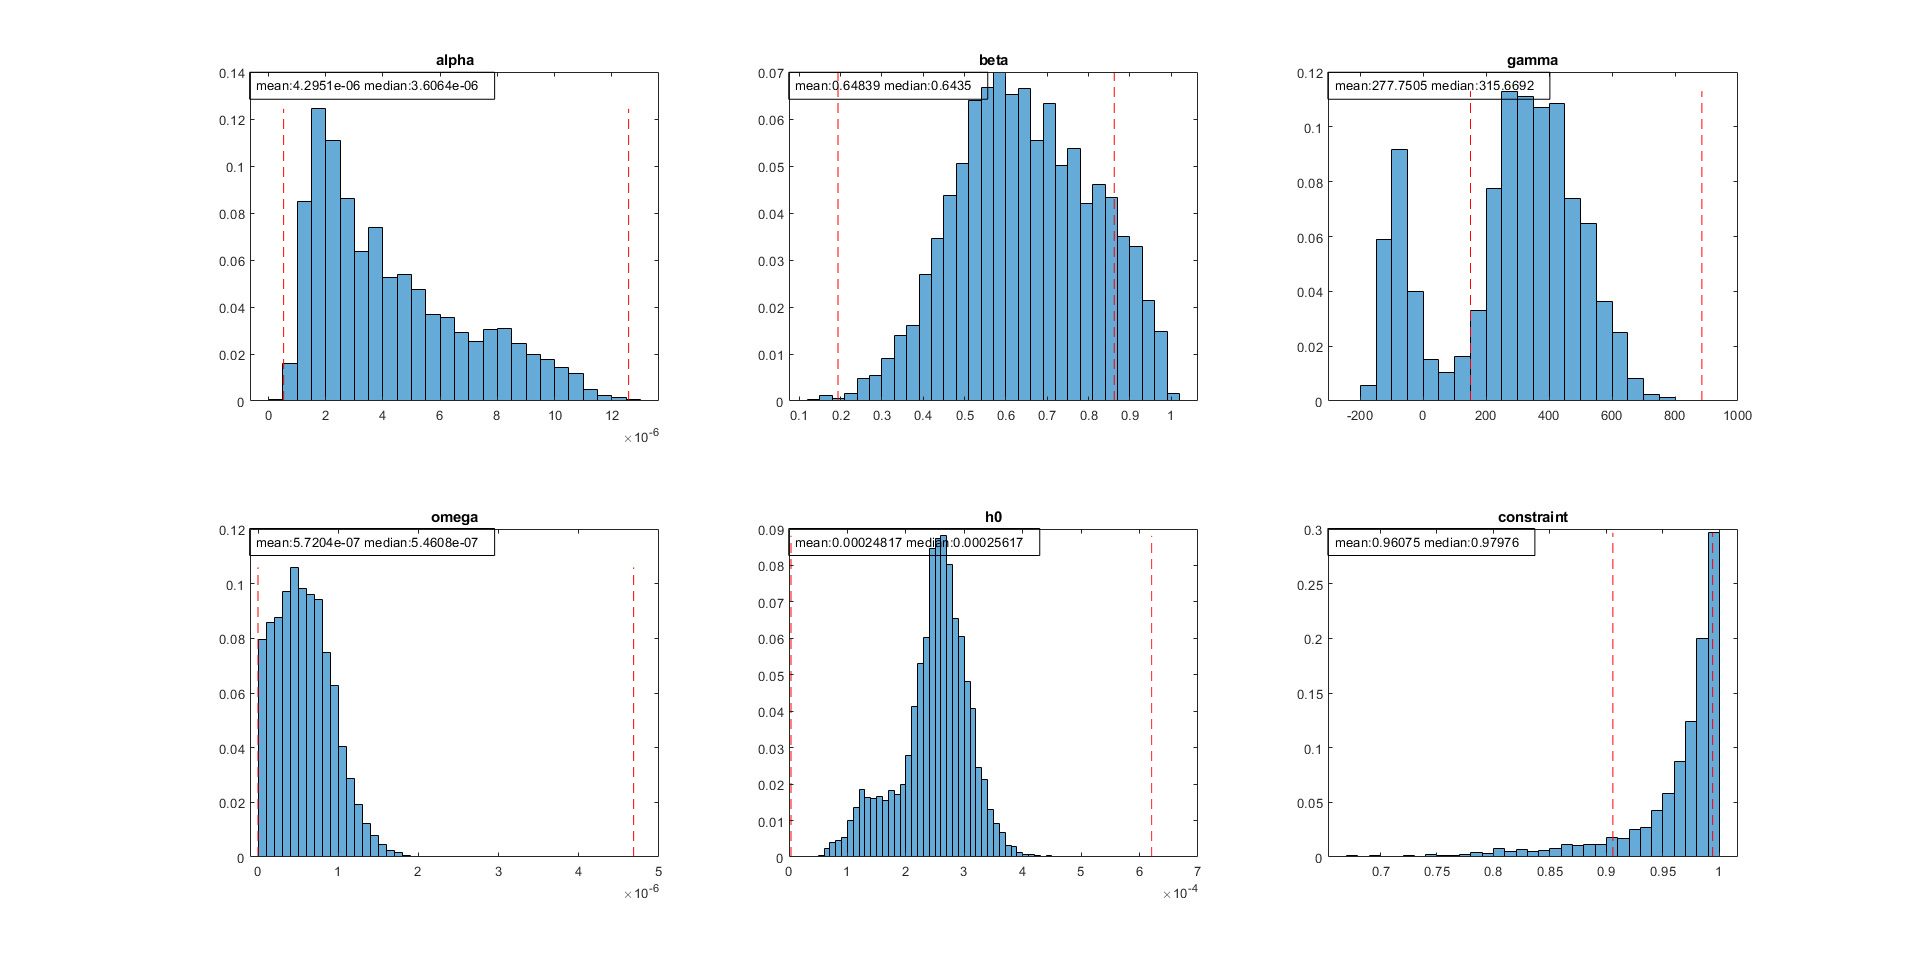 alpha
mean:4.2951e-06 median:3.6064e-06
0.14
0.12
0.1
0.08
0.06
0.04
0.02
0
0 2 4 6 8 10 12
×10-6
beta
mean:0.64839 median:0.6435
0.07
0.06
0.05
0.04
0.03
0.02
0.01
0
0.1 0.2 0.3 0.4 0.5 0.6 0.7 0.8 0.9 1
gamma
mean:277.7505 median:315.6692
0.12
0.1
0.08
0.06
0.04
0.02
0
-200 0 200 400 600 800 1000
omega
mean:5.7204e-07 median:5.4608e-07
0.12
0.1
0.08
0.06
0.04
0.02
0
0 1 2 3 4 5
×10-6
h0
mean:0.00024817 median:0.00025617
0.09
0.08
0.07
0.06
0.05
0.04
0.03
0.02
0.01
0
0 1 2 3 4 5 6 7
×10-4
constraint
mean:0.96075 median:0.97976
0.3
0.25
0.2
0.15
0.1
0.05
0
0.7 0.75 0.8 0.85 0.9 0.95 1